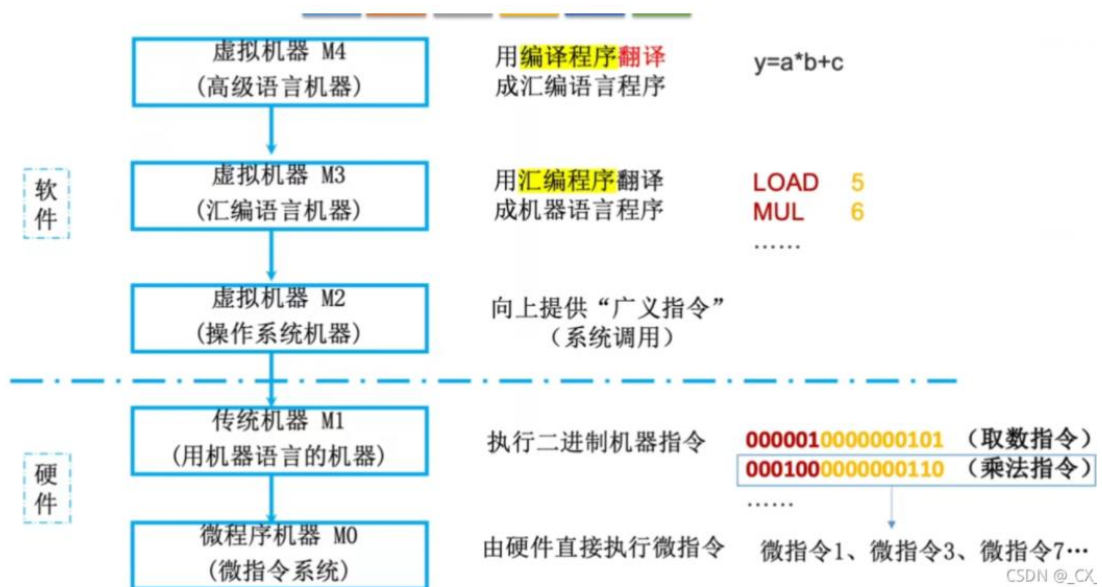 虚拟机器 M4
(高级语言机器)
用编译程序翻译
成汇编语言程序
y=a*b+c
软件
虚拟机器 M3
(汇编语言机器)
用汇编程序翻译
成机器语言程序
LOAD 5
MUL 6
……
虚拟机器 M2
(操作系统机器)
向上提供“广义指令”
(系统调用)
传统机器 M1
(用机器语言的机器)
执行二进制机器指令
0000010000000101 (取数指令)
0001000000000110 (乘法指令)
……
硬件
微程序机器 M0
(微指令系统)
由硬件直接执行微指令
微指令1、微指令3、微指令7…
CSDN @_CX_